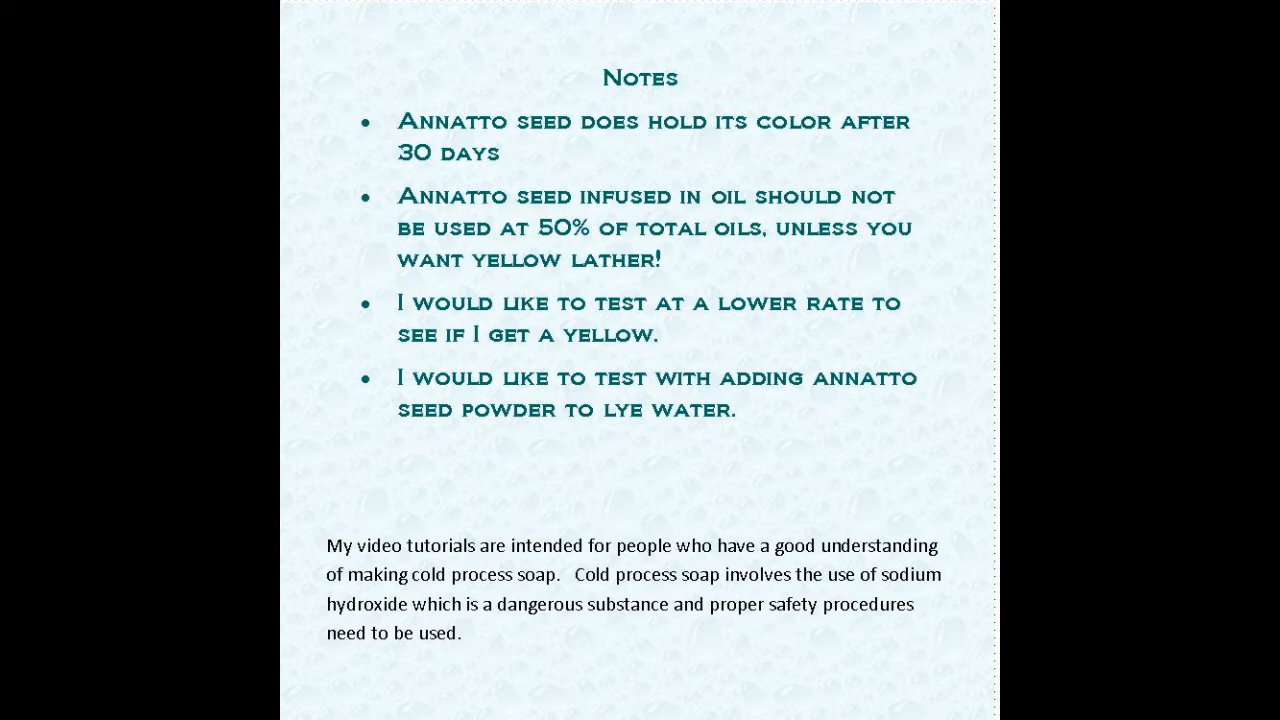 Notes
• Annatto seed does hold its color after
30 days
• Annatto seed infused in oil should not
be used at 50% of total oils, unless you
want yellow lather!
• I would like to test at a lower rate to
see if I get a yellow.
• I would like to test with adding annatto
seed powder to lye water.
My video tutorials are intended for people who have a good understanding
of making cold process soap. Cold process soap involves the use of sodium
hydroxide which is a dangerous substance and proper safety procedures
need to be used.